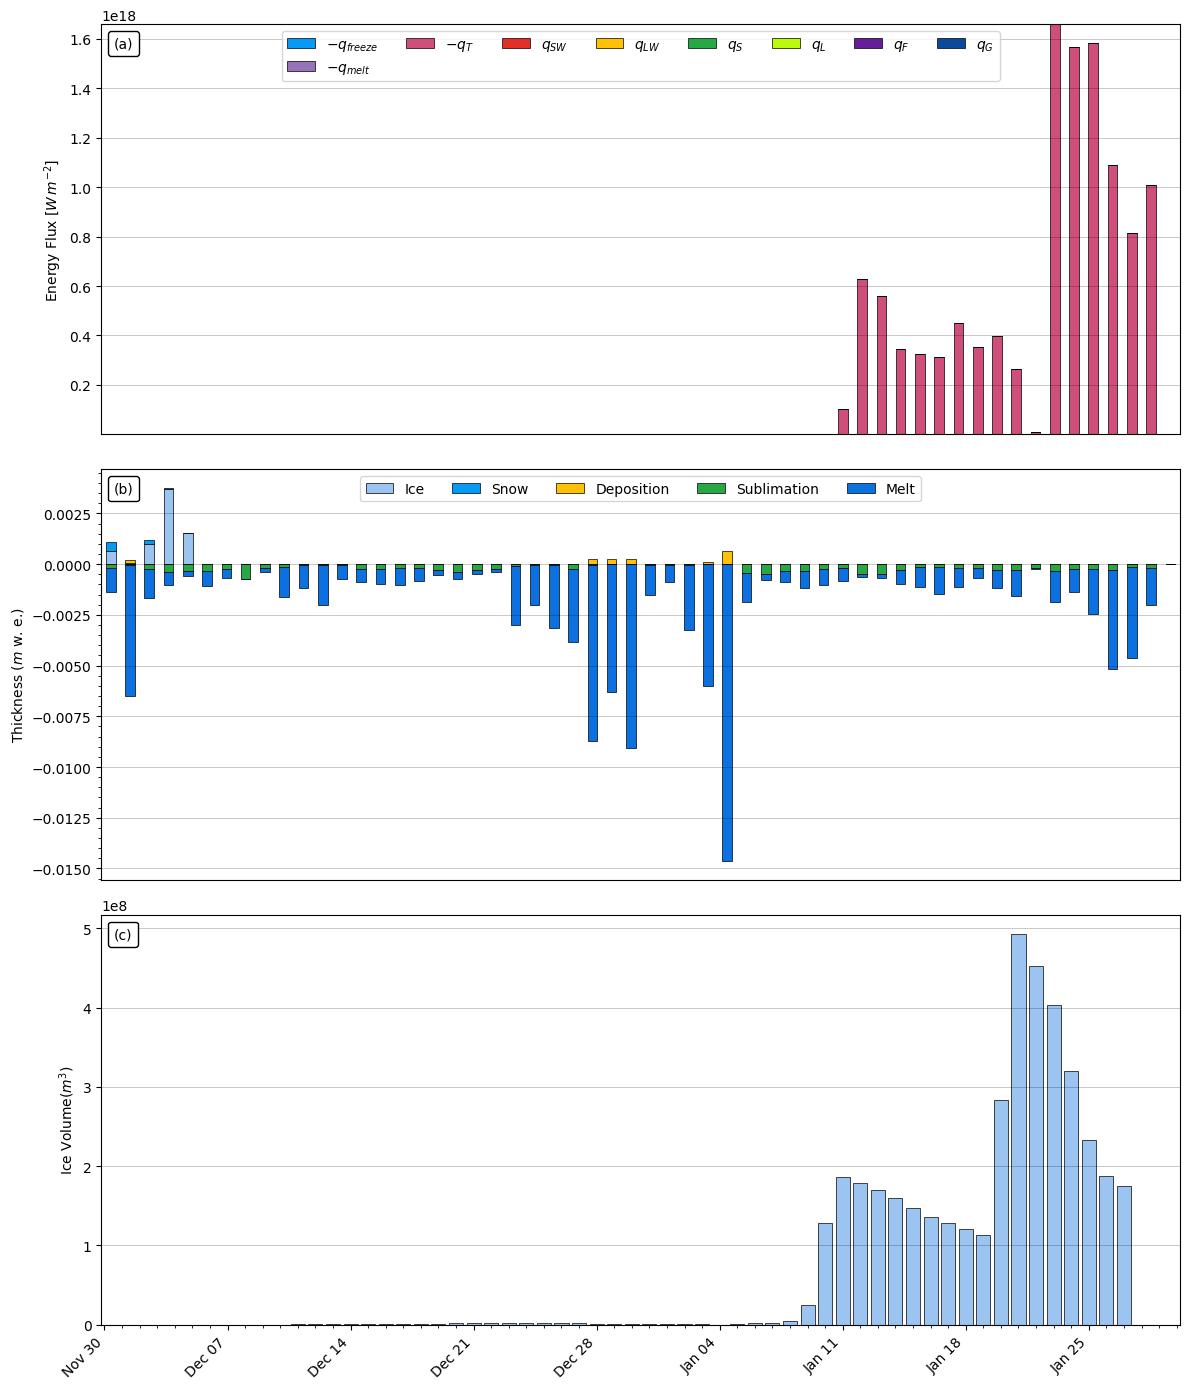 1e18
(a)
−q_freeze −q_T q_SW q_LW q_S q_L q_F q_G
−q_melt
1.6
1.4
1.2
1.0
0.8
0.6
0.4
0.2
Energy Flux [W m⁻²]
(b)
Ice Snow Deposition Sublimation Melt
0.0025
0.0000
−0.0025
−0.0050
−0.0075
−0.0100
−0.0125
−0.0150
Thickness (m w. e.)
1e8
(c)
5
4
3
2
1
0
Ice Volume(m³)
Nov 30 Dec 07 Dec 14 Dec 21 Dec 28 Jan 04 Jan 11 Jan 18 Jan 25